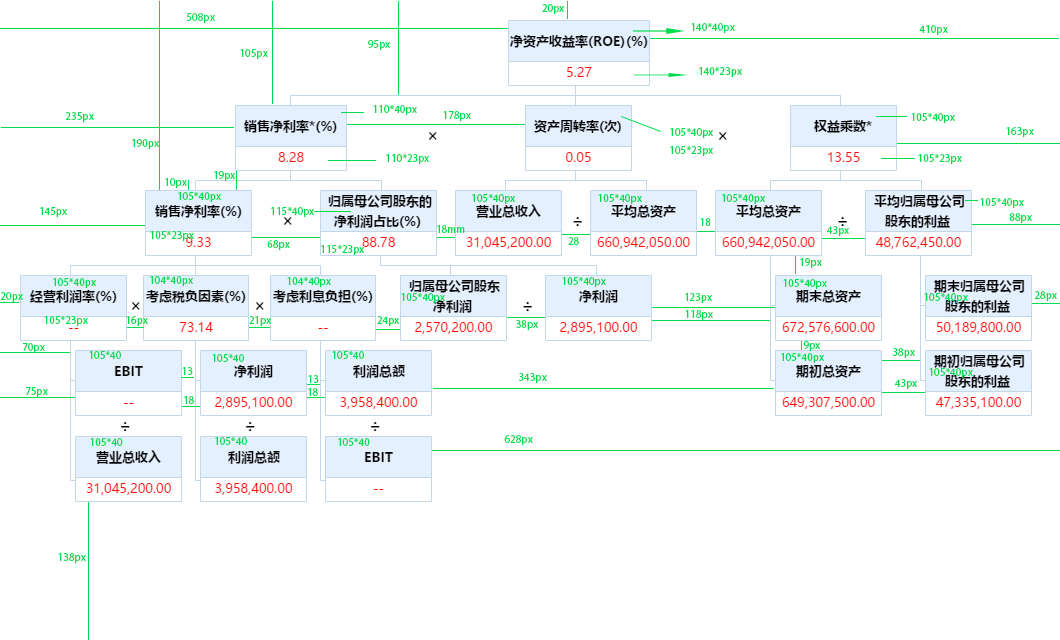 20px
508px
140*40px
410px
净资产收益率(ROE)(%)
95px
105px
5.27
140*23px
110*40px
235px
178px
销售净利率*(%)
资产周转率(次)
权益乘数*
105*40px
105*40px
163px
×
×
190px
105*23px
8.28
110*23px
0.05
13.55
105*23px
19px
10px
105*40px
105*40px
105*40px
105*40px
105*40px
145px
销售净利率(%)
115*40px
归属母公司股东的
净利润占比(%)
营业总收入
平均总资产
平均总资产
平均归属母公司
股东的利益
88px
×
÷
18
÷
43px
18mm
105*23px
9.33
68px
115*23px
88.78
31,045,200.00
28
660,942,050.00
660,942,050.00
48,762,450.00
19px
105*40px
104*40px
104*40px
105*40px
105*40px
20px
经营利润率(%)
考虑税负因素(%)
考虑利息负担(%)
归属母公司股东
净利润
105*40px
净利润
123px
期末总资产
期末归属母公司
股东的利益
105*40px
28px
×
×
÷
118px
105*23px
--
16px
73.14
21px
--
24px
2,570,200.00
38px
2,895,100.00
672,576,600.00
50,189,800.00
70px
9px
105*40
105*40
105*40
105*40px
38px
EBIT
13
净利润
13
利润总额
343px
期初总资产
期初归属母公司
股东的利益
105*40px
75px
18
18
43px
--
2,895,100.00
3,958,400.00
649,307,500.00
47,335,100.00
÷
÷
÷
105*40
105*40
105*40
628px
营业总收入
利润总额
EBIT
31,045,200.00
3,958,400.00
--
138px